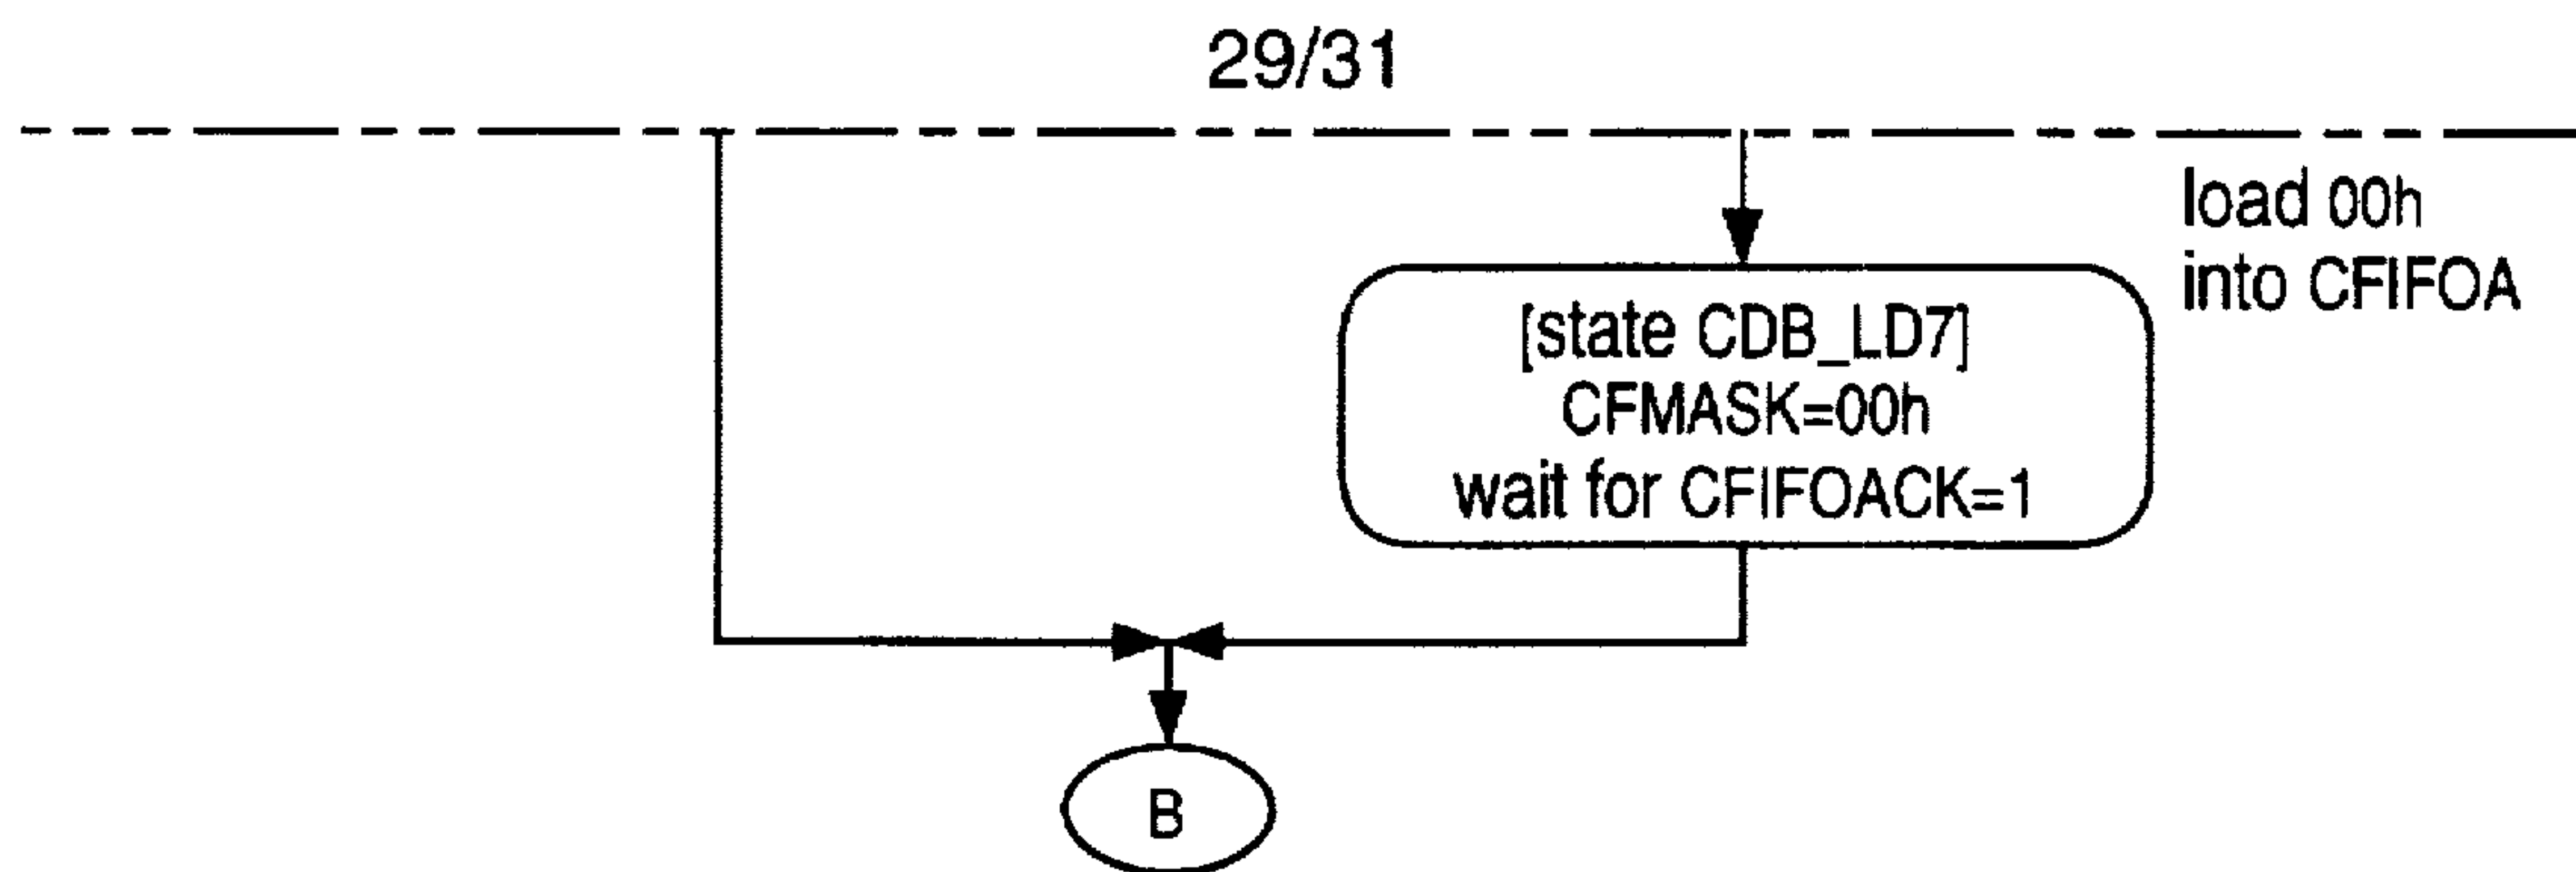 29/31
load 00h
into CFIFOA
[state CDB_LD7]
CFMASK=00h
wait for CFIFOACK=1
B